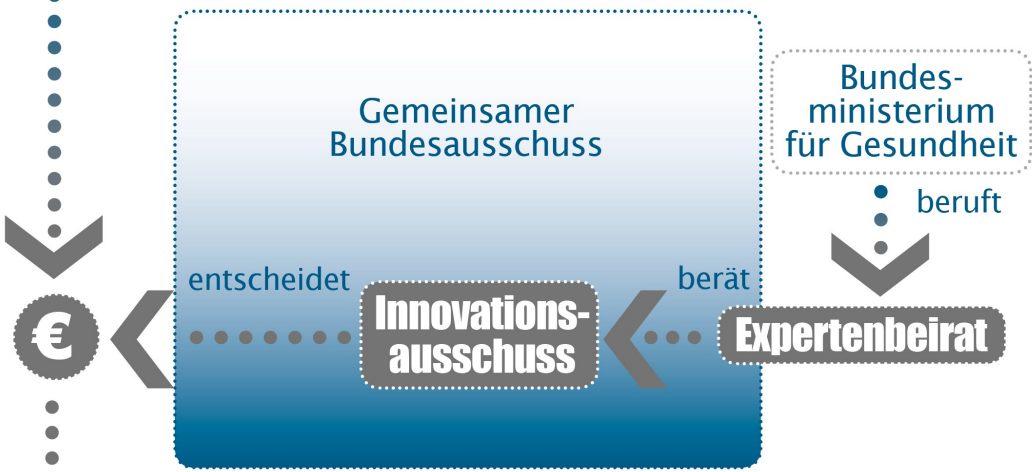 Gemeinsamer
Bundesausschuss
Bundes-
ministerium
für Gesundheit
beruft
entscheidet
berät
€
Innovations-
ausschuss
Expertenbeirat